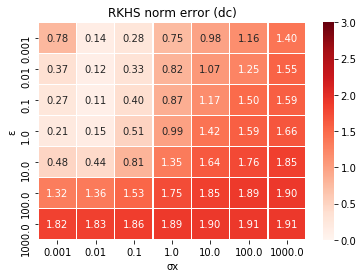 RKHS norm error (dc)
0.001 0.78 0.14 0.28 0.75 0.98 1.16 1.40
0.01 0.37 0.12 0.33 0.82 1.07 1.25 1.55
0.1 0.27 0.11 0.40 0.87 1.17 1.50 1.59
1.0 0.21 0.15 0.51 0.99 1.42 1.59 1.66
10.0 0.48 0.44 0.81 1.35 1.64 1.76 1.85
100.0 1.32 1.36 1.53 1.75 1.85 1.89 1.90
1000.0 1.82 1.83 1.86 1.89 1.90 1.91 1.91
0.001 0.01 0.1 1.0 10.0 100.0 1000.0
ε
σx
3.0
2.5
2.0
1.5
1.0
0.5
0.0